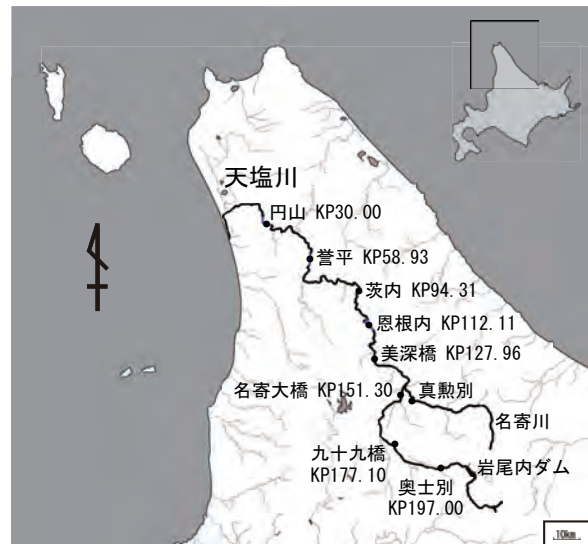 天塩川
円山 KP30.00
誉平 KP58.93
茨内 KP94.31
恩根内 KP112.11
美深橋 KP127.96
名寄大橋 KP151.30
真勲別
名寄川
九十九橋
KP177.10
岩尾内ダム
奥士別
KP197.00
10km